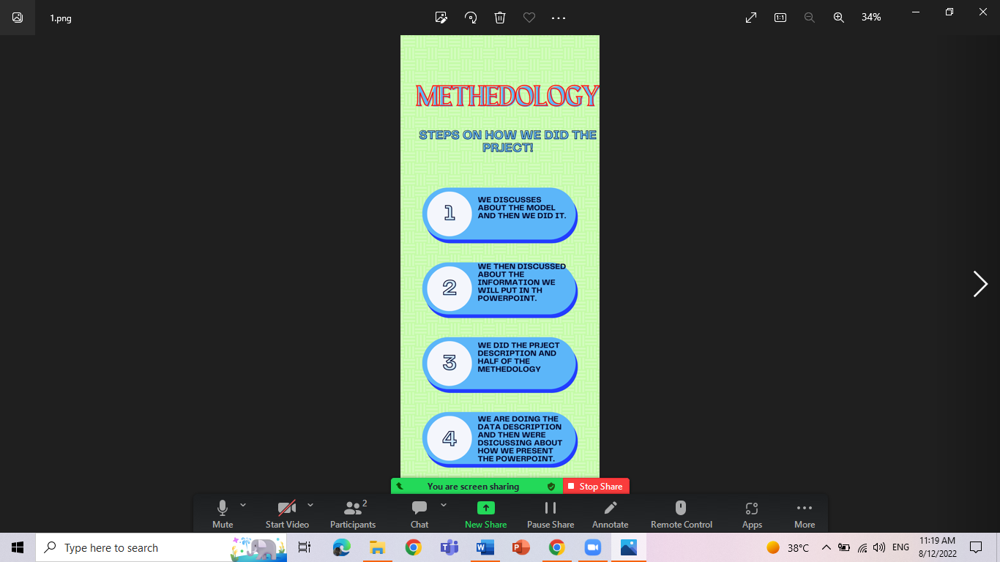 1.png
34%
METHEDOLOGY
STEPS ON HOW WE DID THE
PRJECT!
1
WE DISCUSSES
ABOUT THE MODEL
AND THEN WE DID IT.
2
WE THEN DISCUSSED
ABOUT THE
INFORMATION WE
WILL PUT IN TH
POWERPOINT.
3
WE DID THE PRJECT
DESCRIPTION AND
HALF OF THE
METHEDOLOGY
4
WE ARE DOING THE
DATA DESCRIPTION
AND THEN WERE
DSICUSSING ABOUT
HOW WE PRESENT
THE POWERPOINT.
You are screen sharing
Stop Share
2
Mute
Start Video
Participants
Chat
New Share
Pause Share
Annotate
Remote Control
Apps
More
Type here to search
38°C
ENG
11:19 AM
8/12/2022